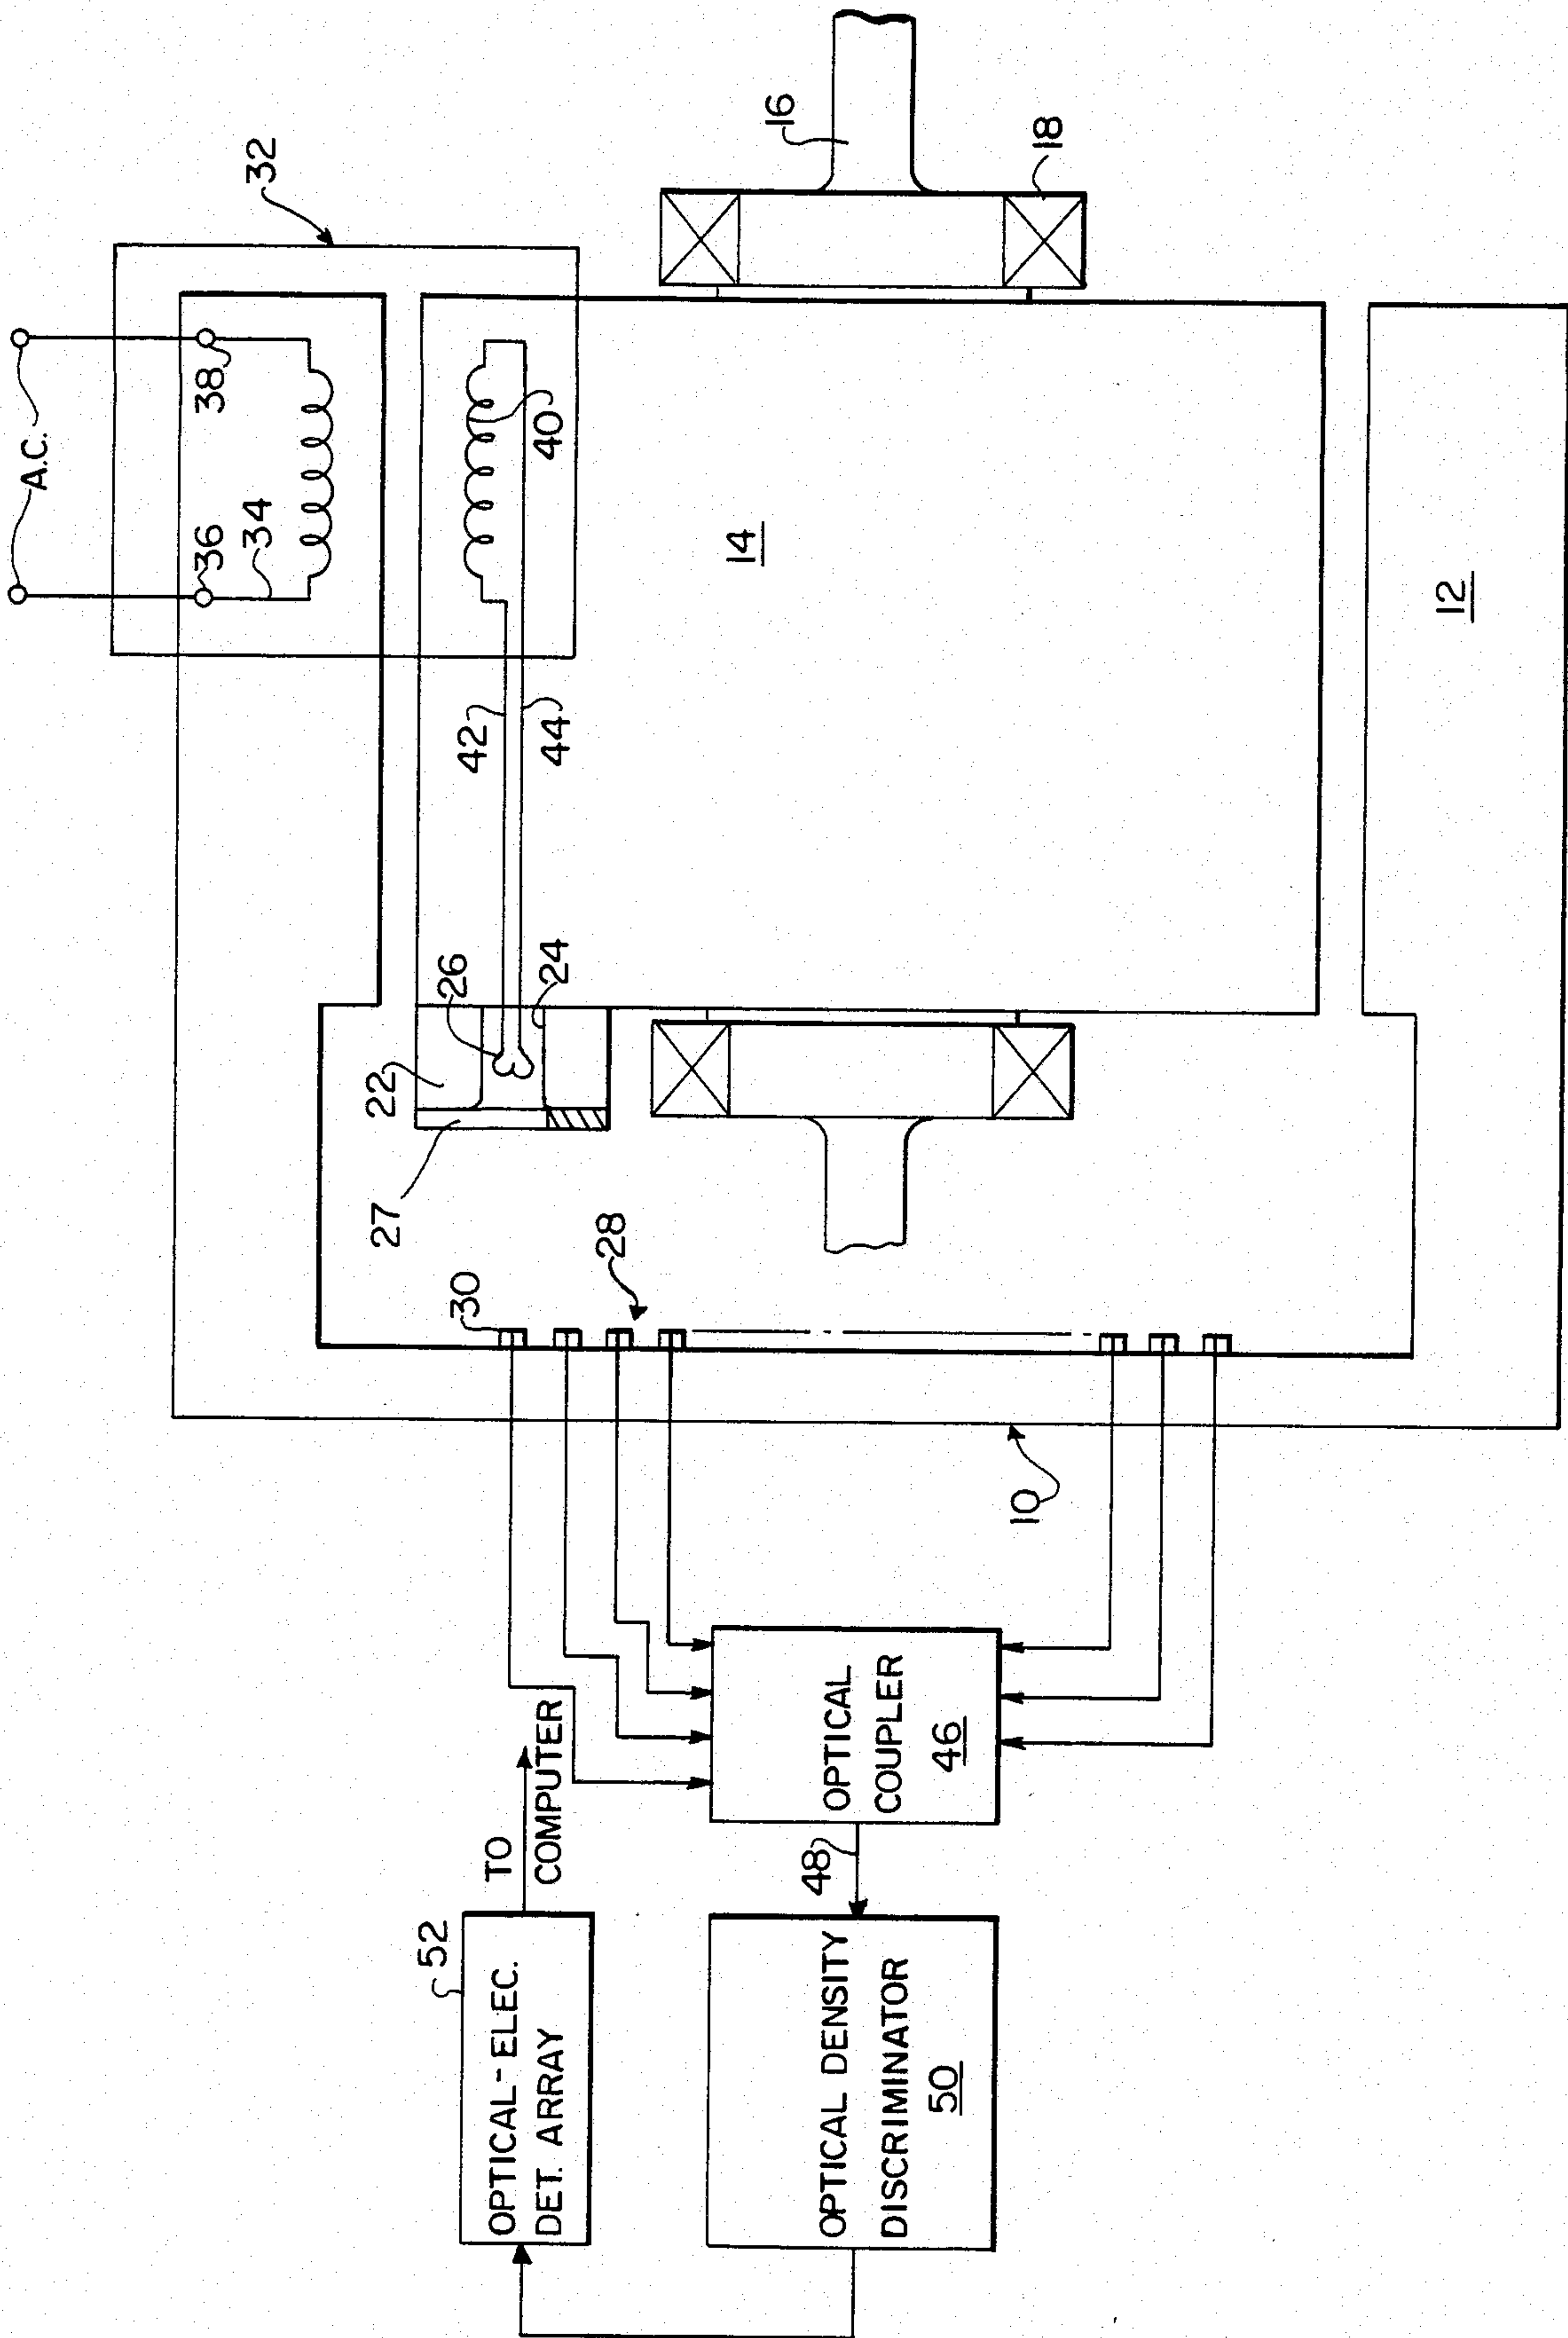 A.C.
32
36
34
38
40
42
44
16
18
14
12
22
26
24
27
28
30
10
OPTICAL
COUPLER
46
48
TO
COMPUTER
52
OPTICAL-ELEC.
DET. ARRAY
OPTICAL DENSITY
DISCRIMINATOR
50